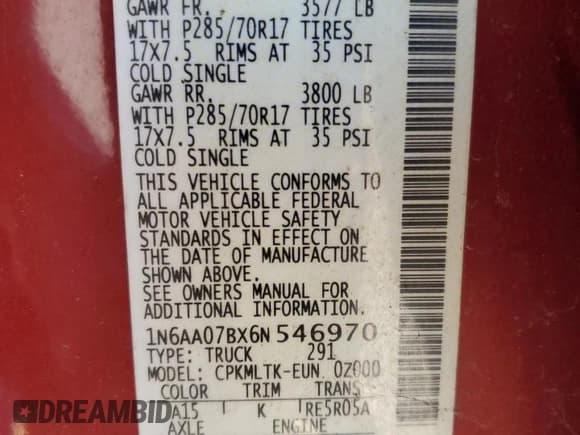 GAWR FR. 3577 LB
WITH P285/70R17 TIRES
17X7.5 RIMS AT 35 PSI
COLD SINGLE
GAWR RR. 3800 LB
WITH P285/70R17 TIRES
17X7.5 RIMS AT 35 PSI
COLD SINGLE
THIS VEHICLE CONFORMS TO
ALL APPLICABLE FEDERAL
MOTOR VEHICLE SAFETY
STANDARDS IN EFFECT ON
THE DATE OF MANUFACTURE
SHOWN ABOVE.
SEE OWNERS MANUAL FOR
ADDITIONAL INFORMATION.
1N6AA07BX6N546970
TYPE: TRUCK 291
MODEL: CPKMLTK-EUN 0Z000
COLOR TRIM TRANS
A15 K RE5R05A
AXLE ENGINE
DREAMBID